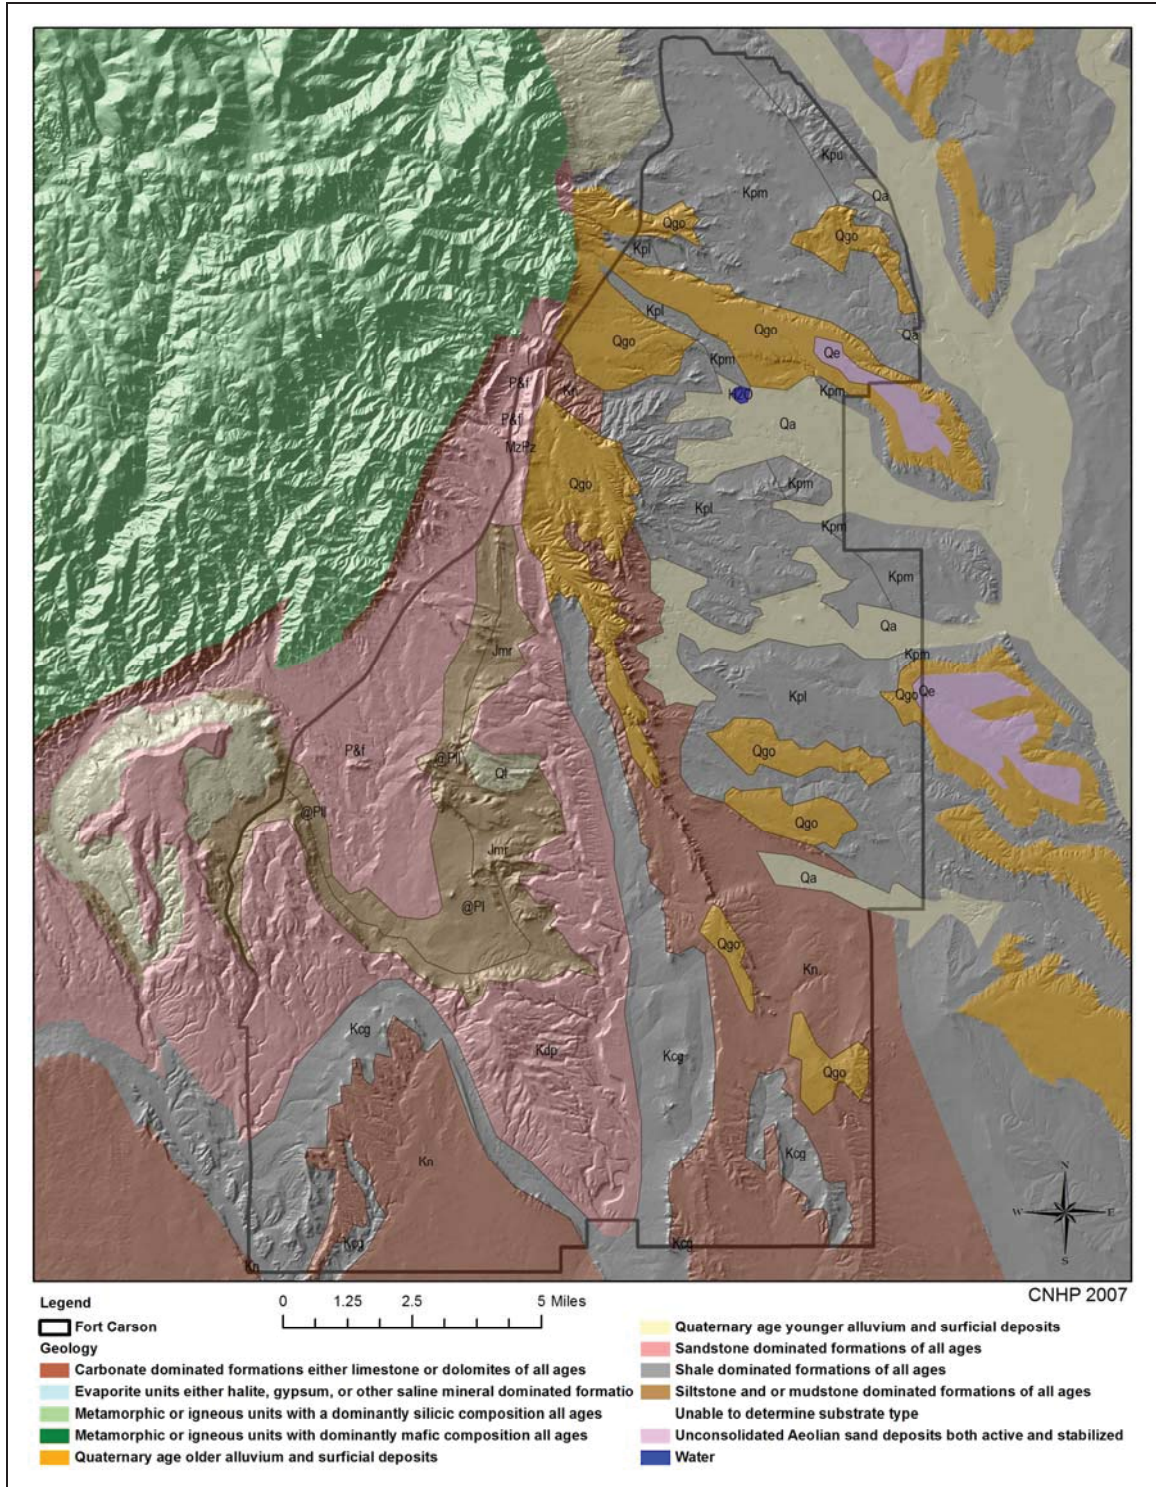 Kpu
Kpm
Qa
Qgo
Qgo
Kpl
Kpl
Qgo
Qgo
Qa
Kpm
Qe
P&f
Kn
H2O
Kpm
P&f
Qa
MzPz
Qgo
Kpm
Kpl
Kpm
Kpm
Qa
Jmr
Kpm
Kpl
Qgo
Qe
P&f
@Pll
Qgo
Ql
@Pll
Qgo
Jmr
Qa
@Pl
Qgo
Kn
Kcg
Kdp
Kcg
Qgo
Kcg
Kn
N
W
E
S
Kcg
Kcg
Kn
CNHP 2007
Legend
0 1.25 2.5 5 Miles
Fort Carson
Geology
Carbonate dominated formations either limestone or dolomites of all ages
Evaporite units either halite, gypsum, or other saline mineral dominated formatio
Metamorphic or igneous units with a dominantly silicic composition all ages
Metamorphic or igneous units with dominantly mafic composition all ages
Quaternary age older alluvium and surficial deposits
Quaternary age younger alluvium and surficial deposits
Sandstone dominated formations of all ages
Shale dominated formations of all ages
Siltstone and or mudstone dominated formations of all ages
Unable to determine substrate type
Unconsolidated Aeolian sand deposits both active and stabilized
Water